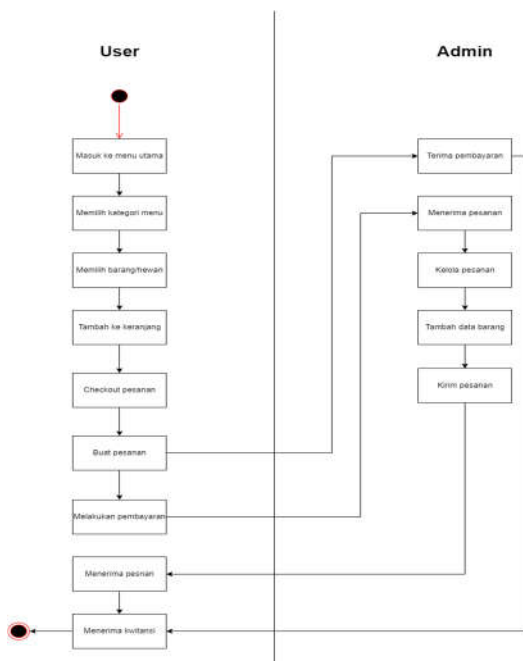 User
Admin
Masuk ke menu utama
Terima pembayaran
Memilih kategori menu
Menerima pesanan
Memilih barang/hewan
Kelola pesanan
Tambah ke keranjang
Tambah data barang
Checkout pesanan
Kirim pesanan
Buat pesanan
Melakukan pembayaran
Menerima pesnan
Menerima kwitansi